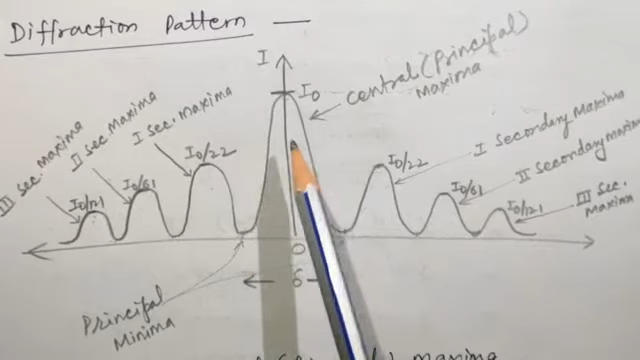 Diffraction Pattern
I
I₀
central (Principal)
Maxima
III sec. maxima
II sec. maxima
I sec. maxima
I₀/121
I₀/61
I₀/22
I₀/22
I₀/61
I₀/121
I Secondary Maxima
II Secondary maxima
III Sec.
Maxima
0
Principal
Minima
maxima